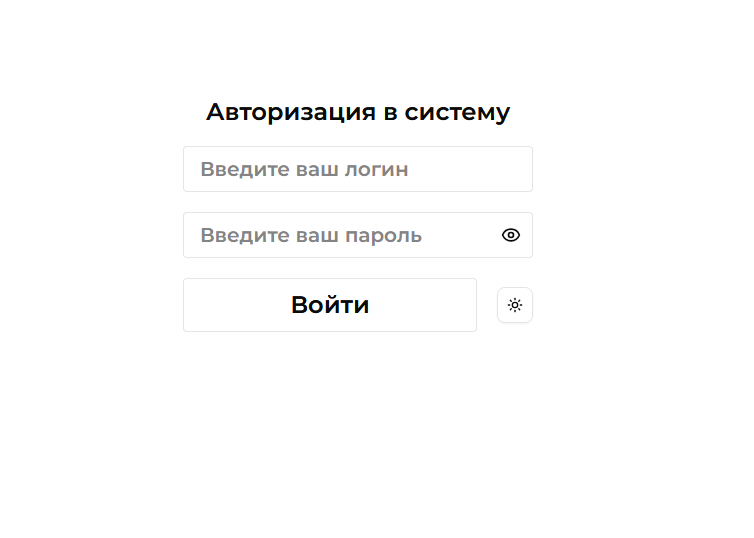 Авторизация в систему
Введите ваш логин
Введите ваш пароль
Войти